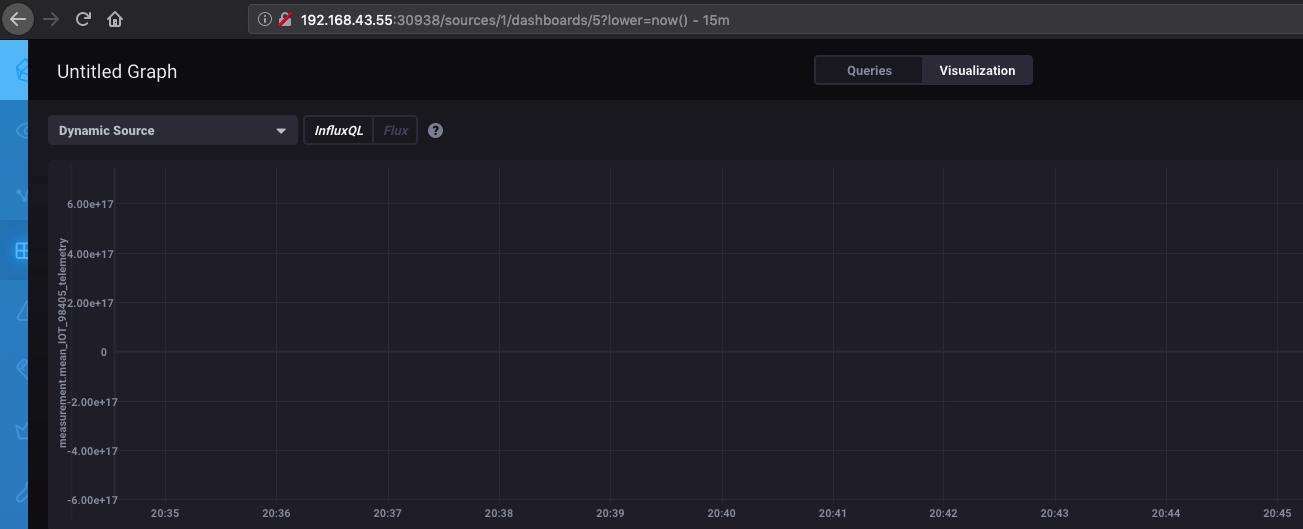 192.168.43.55:30938/sources/1/dashboards/5?lower=now() - 15m
Untitled Graph
Queries
Visualization
Dynamic Source
InfluxQL
Flux
?
measurement.mean_IOT_98405_telemetry
6.00e+17
4.00e+17
2.00e+17
0
-2.00e+17
-4.00e+17
-6.00e+17
20:35 20:36 20:37 20:38 20:39 20:40 20:41 20:42 20:43 20:44 20:45